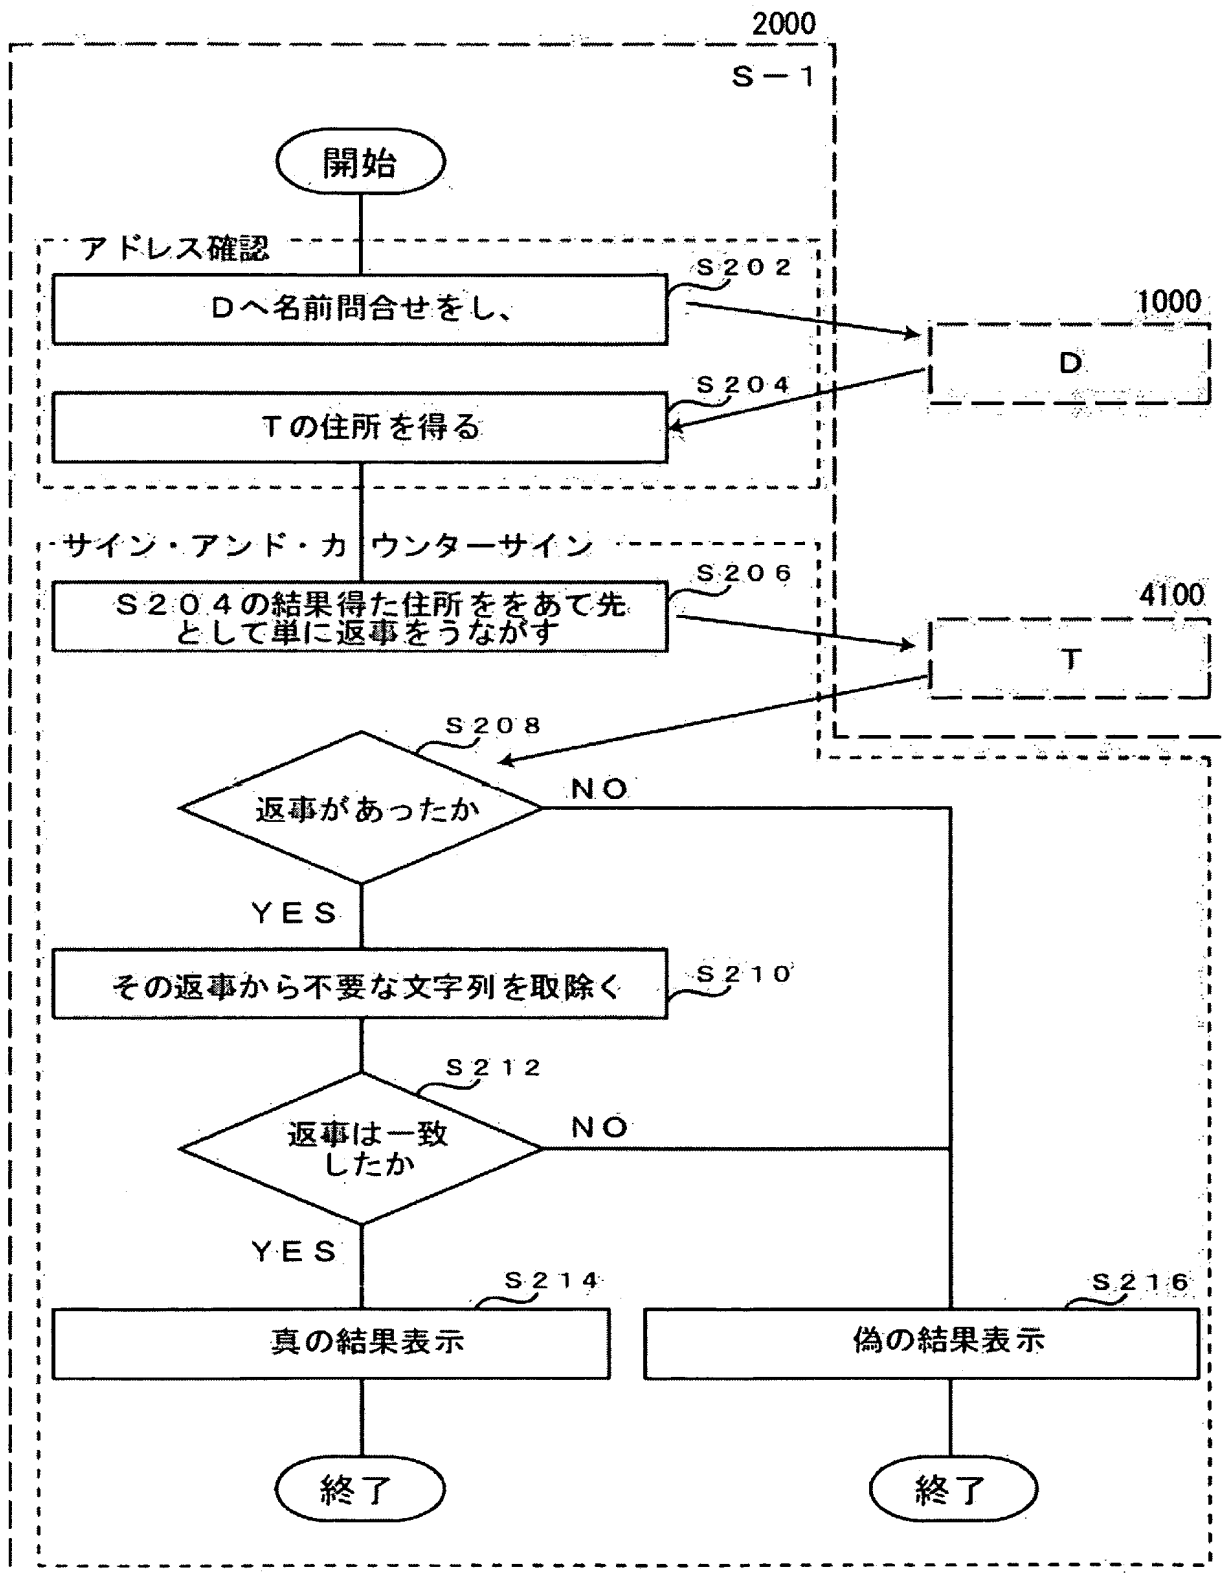 2000
S－1
開始
アドレス確認
S202
Dへ名前問合せをし、
1000
D
S204
Tの住所を得る
サイン・アンド・カウンターサイン
S206
S204の結果得た住所ををあて先
として単に返事をうながす
4100
T
S208
返事があったか
NO
YES
その返事から不要な文字列を取除く
S210
S212
返事は一致
したか
NO
YES
S214
真の結果表示
S216
偽の結果表示
終了
終了